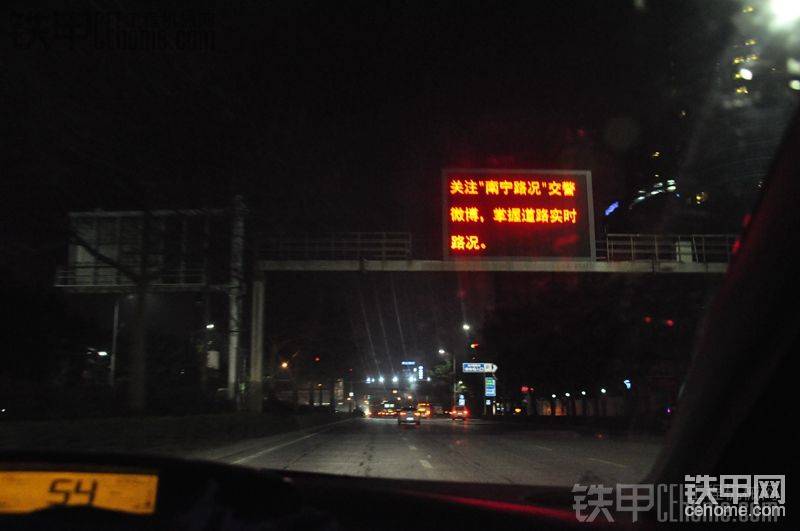 关注"南宁路况"交警
微博，掌握道路实时
路况。
54
铁甲网
cehome.com